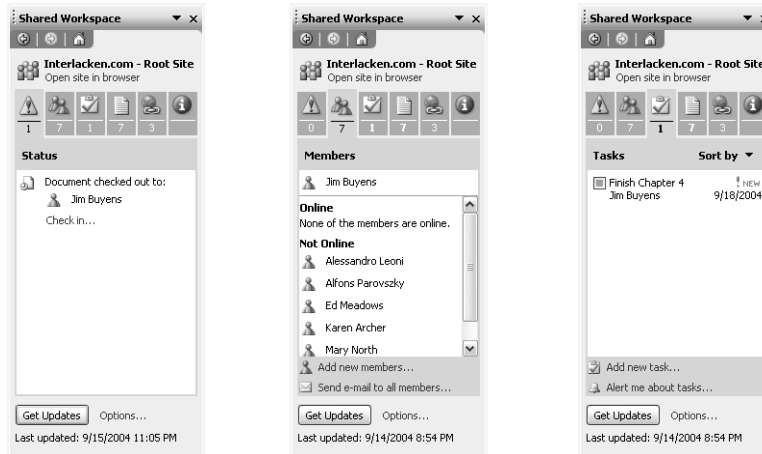 Shared Workspace
Interlacken.com - Root Site
Open site in browser
1 7 1 7 3
Status
Document checked out to:
Jim Buyens
Check in...
Get Updates Options...
Last updated: 9/15/2004 11:05 PM
Shared Workspace
Interlacken.com - Root Site
Open site in browser
0 7 1 7 3
Members
Jim Buyens
Online
None of the members are online.
Not Online
Alessandro Leoni
Alfons Parovszky
Ed Meadows
Karen Archer
Mary North
Add new members...
Send e-mail to all members...
Get Updates Options...
Last updated: 9/14/2004 8:54 PM
Shared Workspace
Interlacken.com - Root Site
Open site in browser
0 7 1 7 3
Tasks Sort by
Finish Chapter 4 ! NEW
Jim Buyens 9/18/2004
Add new task...
Alert me about tasks...
Get Updates Options...
Last updated: 9/14/2004 8:54 PM